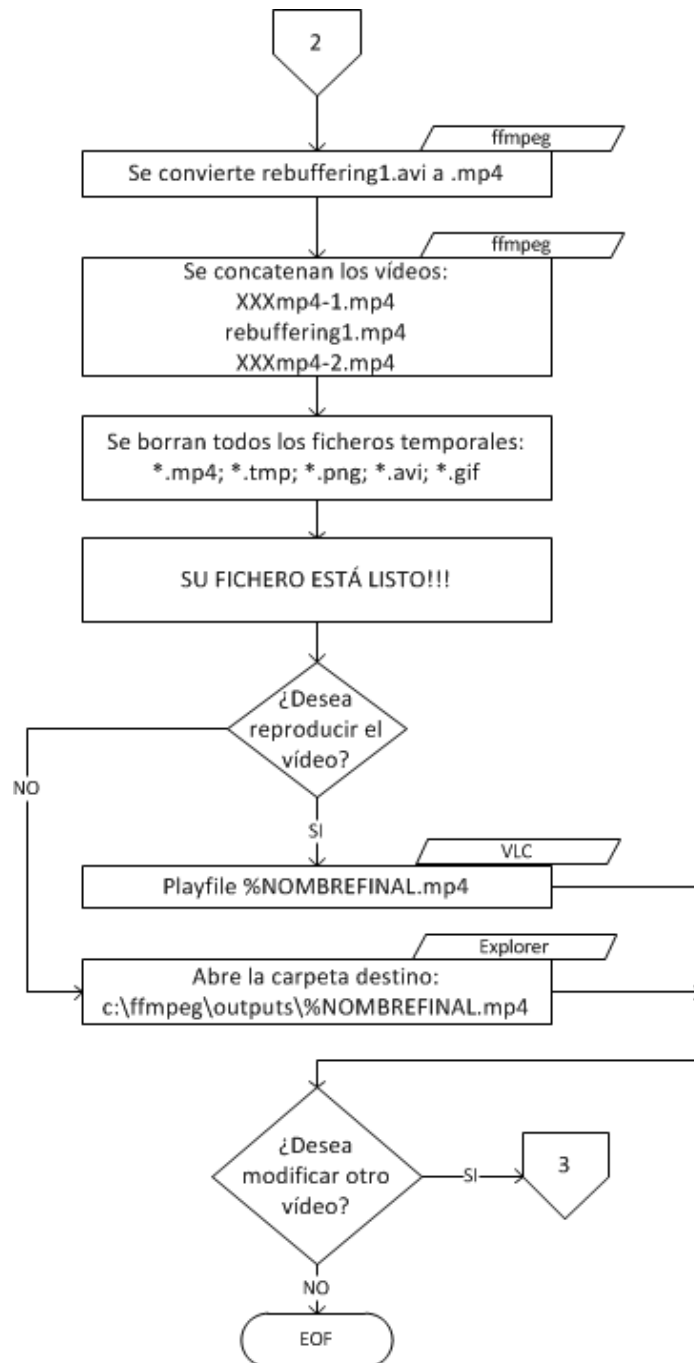 2
ffmpeg
Se convierte rebuffering1.avi a .mp4
ffmpeg
Se concatenan los vídeos:
XXXmp4-1.mp4
rebuffering1.mp4
XXXmp4-2.mp4
Se borran todos los ficheros temporales:
*.mp4; *.tmp; *.png; *.avi; *.gif
SU FICHERO ESTÁ LISTO!!!
¿Desea
reproducir el
vídeo?
NO
SI
VLC
Playfile %NOMBREFINAL.mp4
Explorer
Abre la carpeta destino:
c:\ffmpeg\outputs\%NOMBREFINAL.mp4
¿Desea
modificar otro
vídeo?
SI
3
NO
EOF